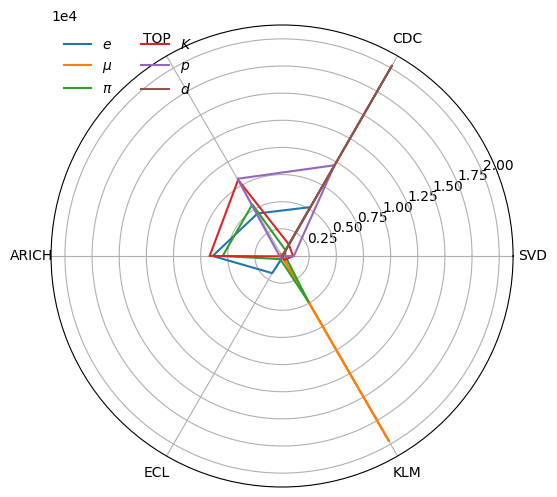 1e4
e K
μ p
π d
TOP
CDC
2.00
1.75
1.50
1.25
1.00
0.75
0.50
0.25
ARICH
SVD
ECL
KLM